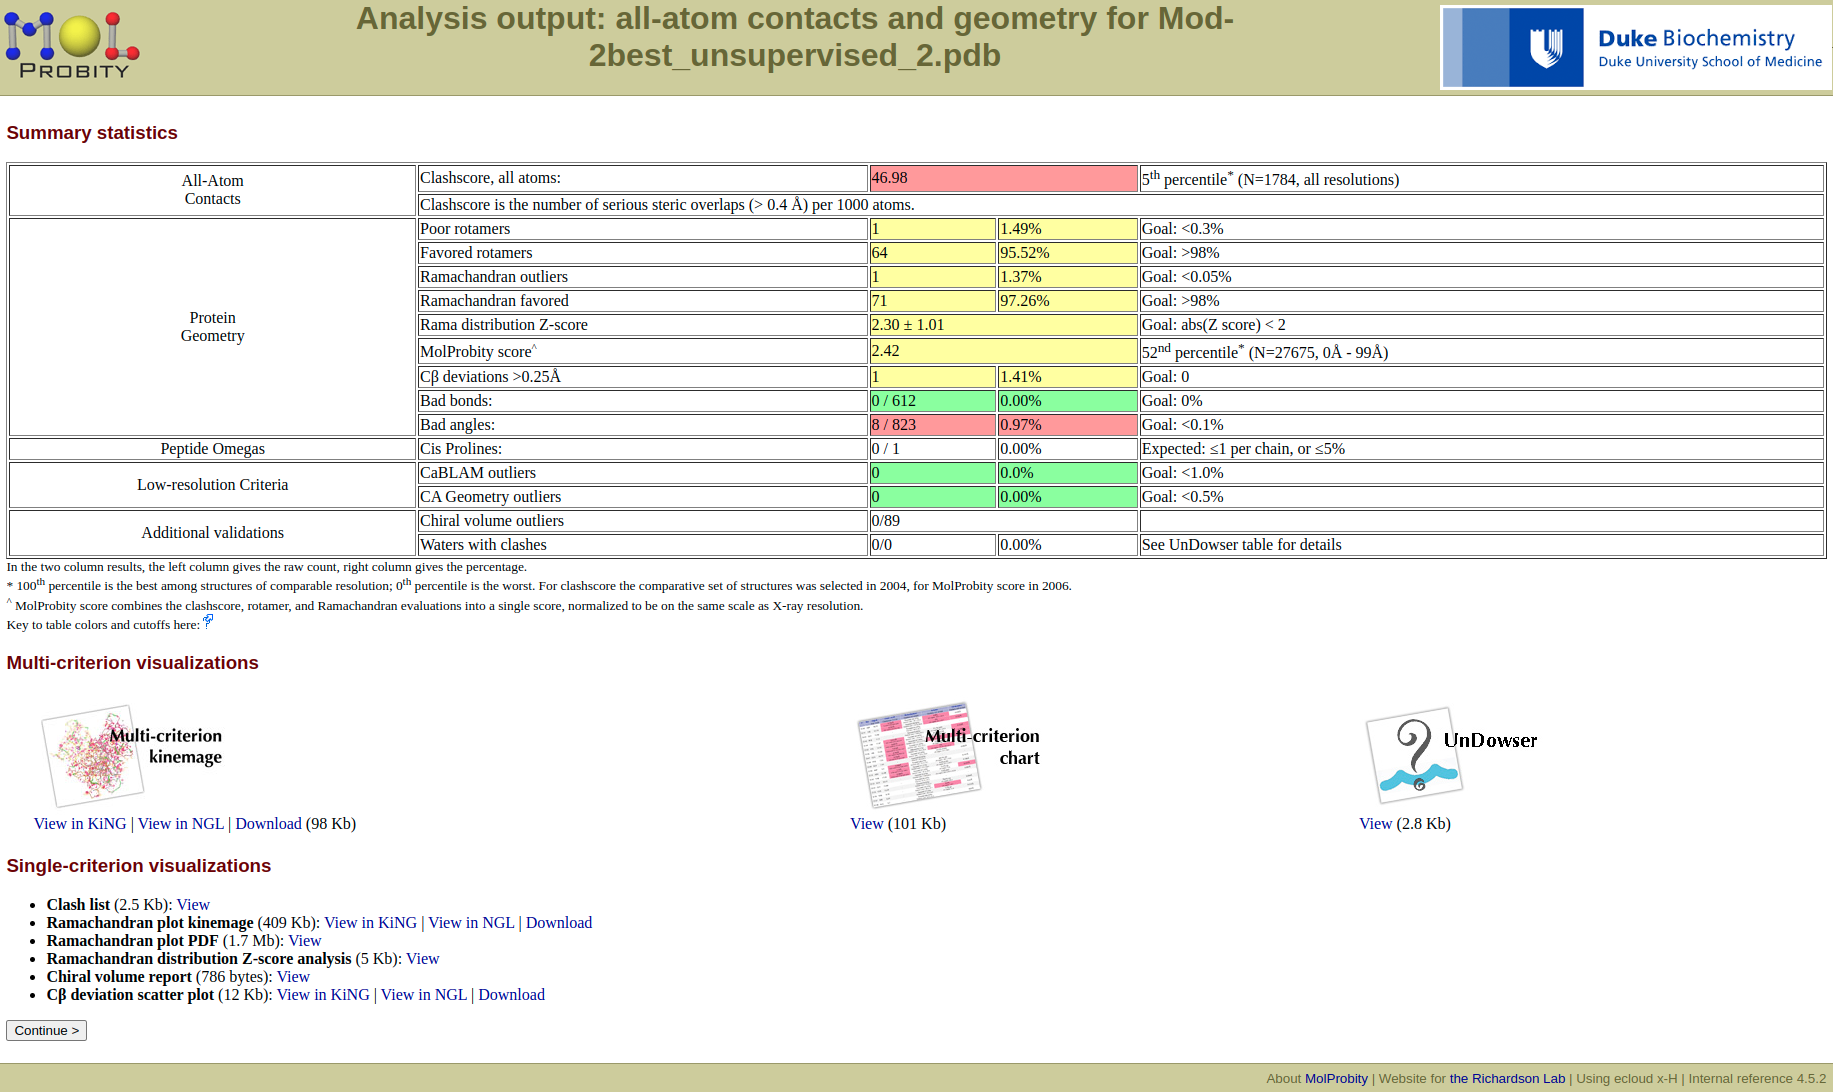 MOL
PROBITY
Analysis output: all-atom contacts and geometry for Mod-
2best_unsupervised_2.pdb
Duke Biochemistry
Duke University School of Medicine
Summary statistics
All-Atom
Contacts
Clashscore, all atoms: 46.98 5th percentile* (N=1784, all resolutions)
Clashscore is the number of serious steric overlaps (> 0.4 Å) per 1000 atoms.
Protein
Geometry
Poor rotamers 1 1.49% Goal: <0.3%
Favored rotamers 64 95.52% Goal: >98%
Ramachandran outliers 1 1.37% Goal: <0.05%
Ramachandran favored 71 97.26% Goal: >98%
Rama distribution Z-score 2.30 ± 1.01 Goal: abs(Z score) < 2
MolProbity score^ 2.42 52nd percentile* (N=27675, 0Å - 99Å)
Cβ deviations >0.25Å 1 1.41% Goal: 0
Bad bonds: 0 / 612 0.00% Goal: 0%
Bad angles: 8 / 823 0.97% Goal: <0.1%
Peptide Omegas Cis Prolines: 0 / 1 0.00% Expected: ≤1 per chain, or ≤5%
Low-resolution Criteria
CaBLAM outliers 0 0.0% Goal: <1.0%
CA Geometry outliers 0 0.00% Goal: <0.5%
Additional validations
Chiral volume outliers 0/89
Waters with clashes 0/0 0.00% See UnDowser table for details
In the two column results, the left column gives the raw count, right column gives the percentage.
* 100th percentile is the best among structures of comparable resolution; 0th percentile is the worst. For clashscore the comparative set of structures was selected in 2004, for MolProbity score in 2006.
^ MolProbity score combines the clashscore, rotamer, and Ramachandran evaluations into a single score, normalized to be on the same scale as X-ray resolution.
Key to table colors and cutoffs here: ?
Multi-criterion visualizations
Multi-criterion
kinemage
View in KiNG | View in NGL | Download (98 Kb)
Multi-criterion
chart
View (101 Kb)
UnDowser
View (2.8 Kb)
Single-criterion visualizations
• Clash list (2.5 Kb): View
• Ramachandran plot kinemage (409 Kb): View in KiNG | View in NGL | Download
• Ramachandran plot PDF (1.7 Mb): View
• Ramachandran distribution Z-score analysis (5 Kb): View
• Chiral volume report (786 bytes): View
• Cβ deviation scatter plot (12 Kb): View in KiNG | View in NGL | Download
Continue >
About MolProbity | Website for the Richardson Lab | Using ecloud x-H | Internal reference 4.5.2